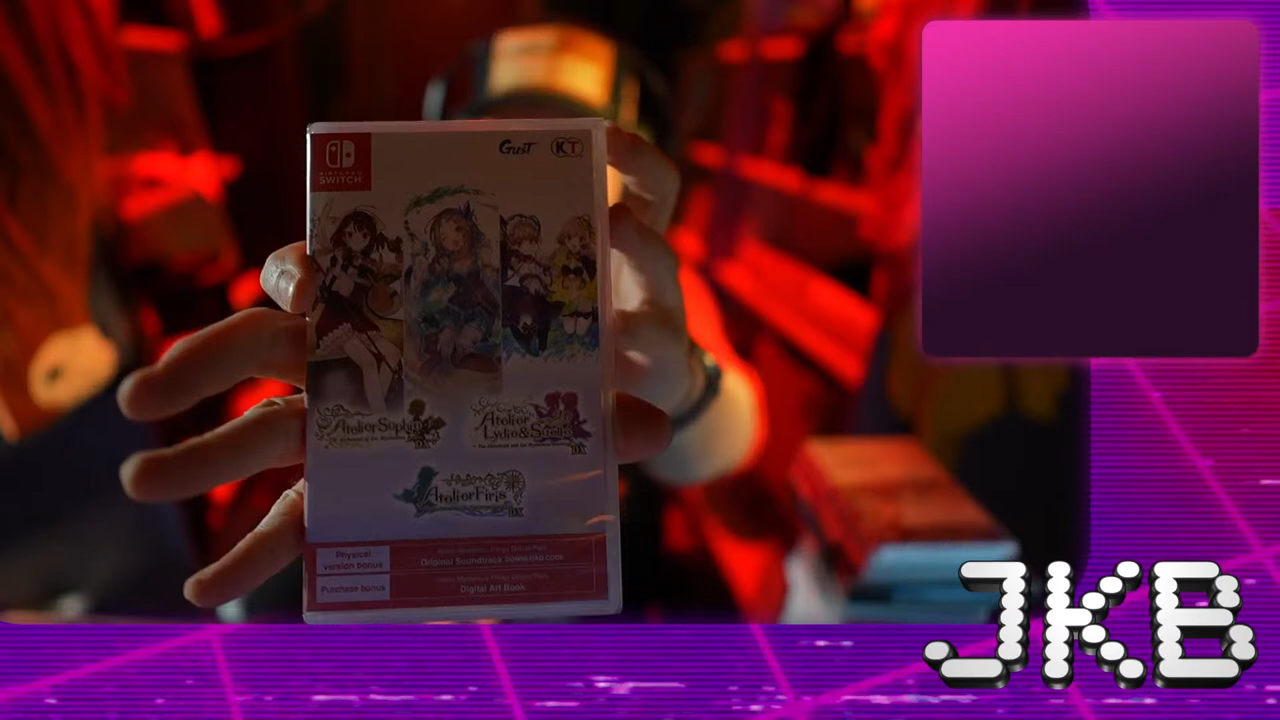 NINTENDO
SWITCH
GUST
KT
Atelier Sophie
DX
Atelier
Lydie & Suelle
DX
Atelier Firis
DX
Physical
version bonus
Original Soundtrack download code
Purchase bonus
Digital Art Book
JKB